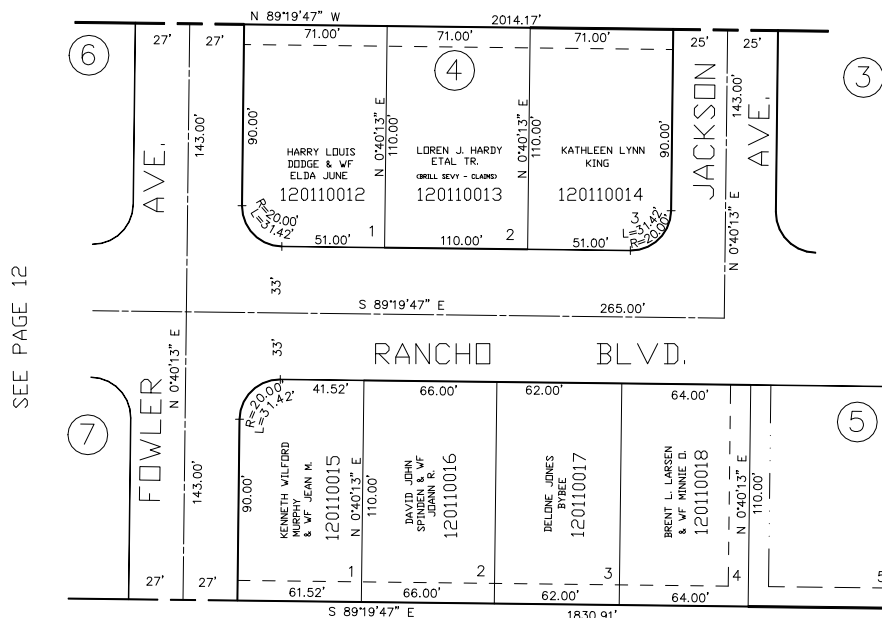 N 89°19'47" W 2014.17'
27' 27' 71.00' 71.00' 71.00' 25' 25'
6
4
3
JACKSON AVE.
FOWLER AVE.
143.00'
90.00'
N 0°40'13" E
110.00'
N 0°40'13" E
110.00'
90.00'
143.00'
N 0°40'13" E
HARRY LOUIS
DODGE & WF
ELDA JUNE
120110012
LOREN J. HARDY
ETAL TR.
(BRILL SEVY - CLAIMS)
120110013
KATHLEEN LYNN
KING
120110014
R=20.00'
L=31.42'
51.00' 1 110.00' 2 51.00' 3
L=31.42'
R=20.00'
SEE PAGE 12
33'
S 89°19'47" E 265.00'
33'
RANCHO BLVD.
N 0°40'13" E
R=20.00'
L=31.42'
41.52' 66.00' 62.00' 64.00'
7
5
143.00'
90.00'
KENNETH WILFORD
MURPHY
& WF JEAN M.
120110015
N 0°40'13" E
110.00'
DAVID JOHN
SPINDEN & WF
JOANN R.
120110016
DELONE JONES
BYBEE
120110017
BRENT L. LARSEN
& WF MINNIE D.
120110018
N 0°40'13" E
110.00'
1 2 3 4 5
27' 27' 61.52' 66.00' 62.00' 64.00'
S 89°19'47" E 1830.91'